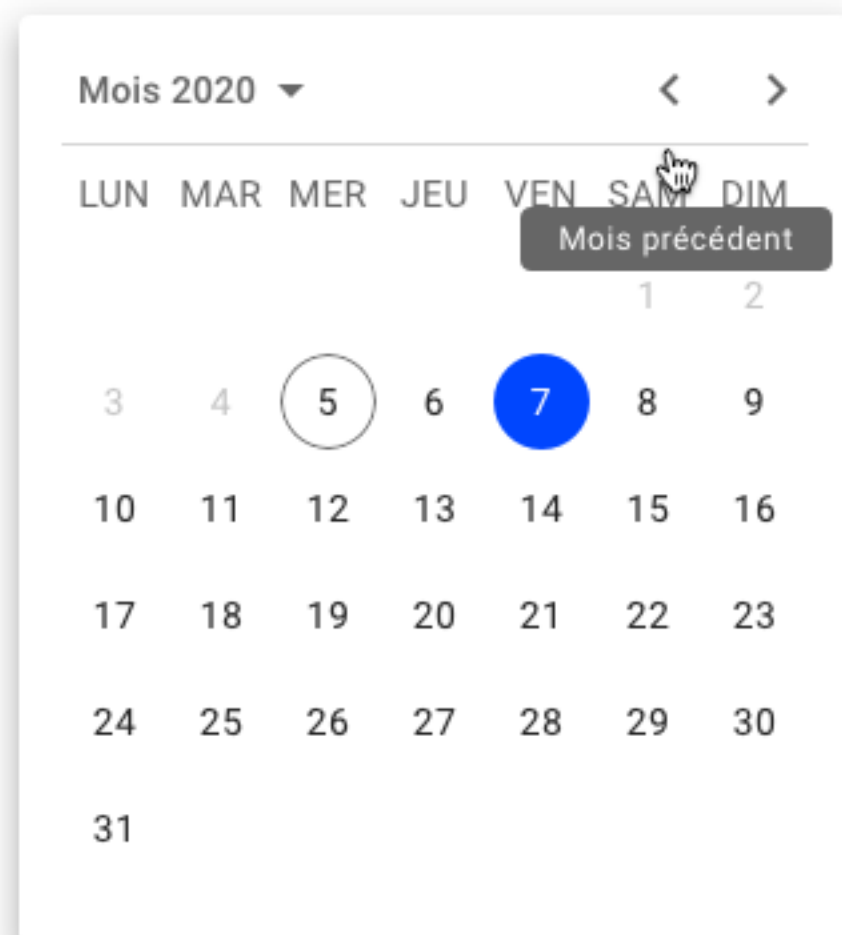 Mois 2020
LUN MAR MER JEU VEN SAM DIM
Mois précédent
1 2
3 4 5 6 7 8 9
10 11 12 13 14 15 16
17 18 19 20 21 22 23
24 25 26 27 28 29 30
31